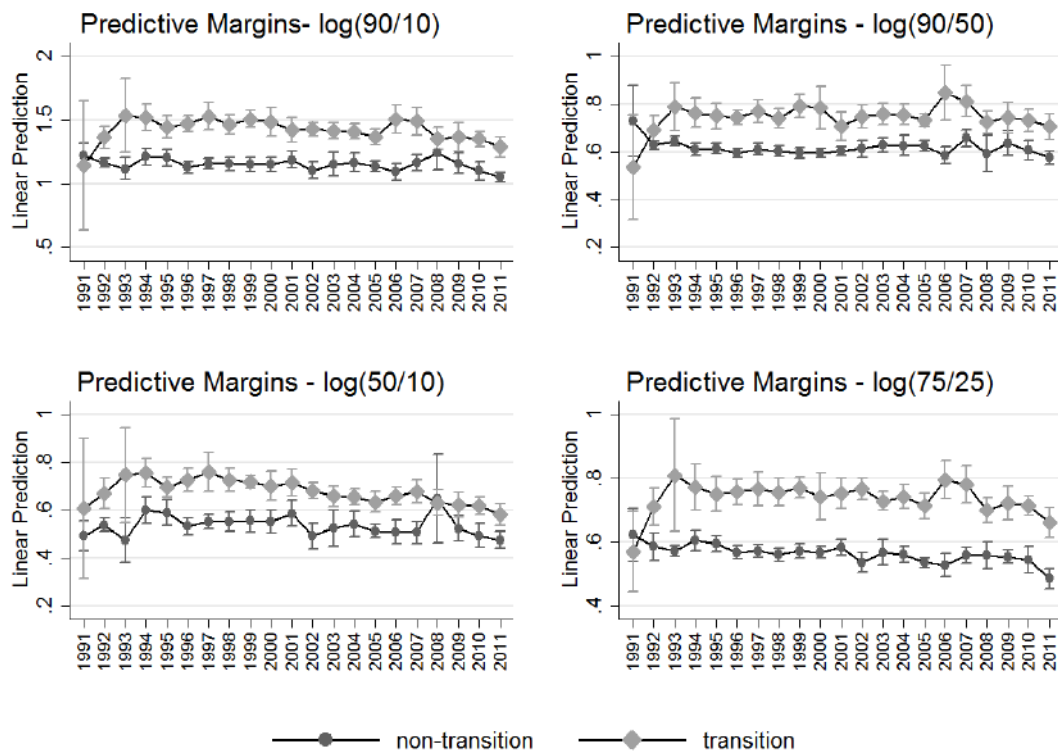 Predictive Margins- log(90/10)
Linear Prediction
2
1.5
1
.5
1991 1992 1993 1994 1995 1996 1997 1998 1999 2000 2001 2002 2003 2004 2005 2006 2007 2008 2009 2010 2011
Predictive Margins - log(90/50)
Linear Prediction
1
.8
.6
.4
.2
1991 1992 1993 1994 1995 1996 1997 1998 1999 2000 2001 2002 2003 2004 2005 2006 2007 2008 2009 2010 2011
Predictive Margins - log(50/10)
Linear Prediction
1
.8
.6
.4
.2
1991 1992 1993 1994 1995 1996 1997 1998 1999 2000 2001 2002 2003 2004 2005 2006 2007 2008 2009 2010 2011
Predictive Margins - log(75/25)
Linear Prediction
1
.8
.6
.4
1991 1992 1993 1994 1995 1996 1997 1998 1999 2000 2001 2002 2003 2004 2005 2006 2007 2008 2009 2010 2011
non-transition
transition